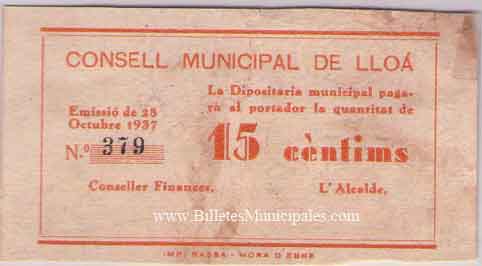 CONSELL MUNICIPAL DE LLOÁ
La Dipositaria municipal paga-
rà al portador la quantitat de
Emissió de 25
Octubre 1937
N.º 379
15 cèntims
Conseller Finances,
L'Alcalde,
www.BilletesMunicipales.com
IMP. RASSA - MORA D'EBRE